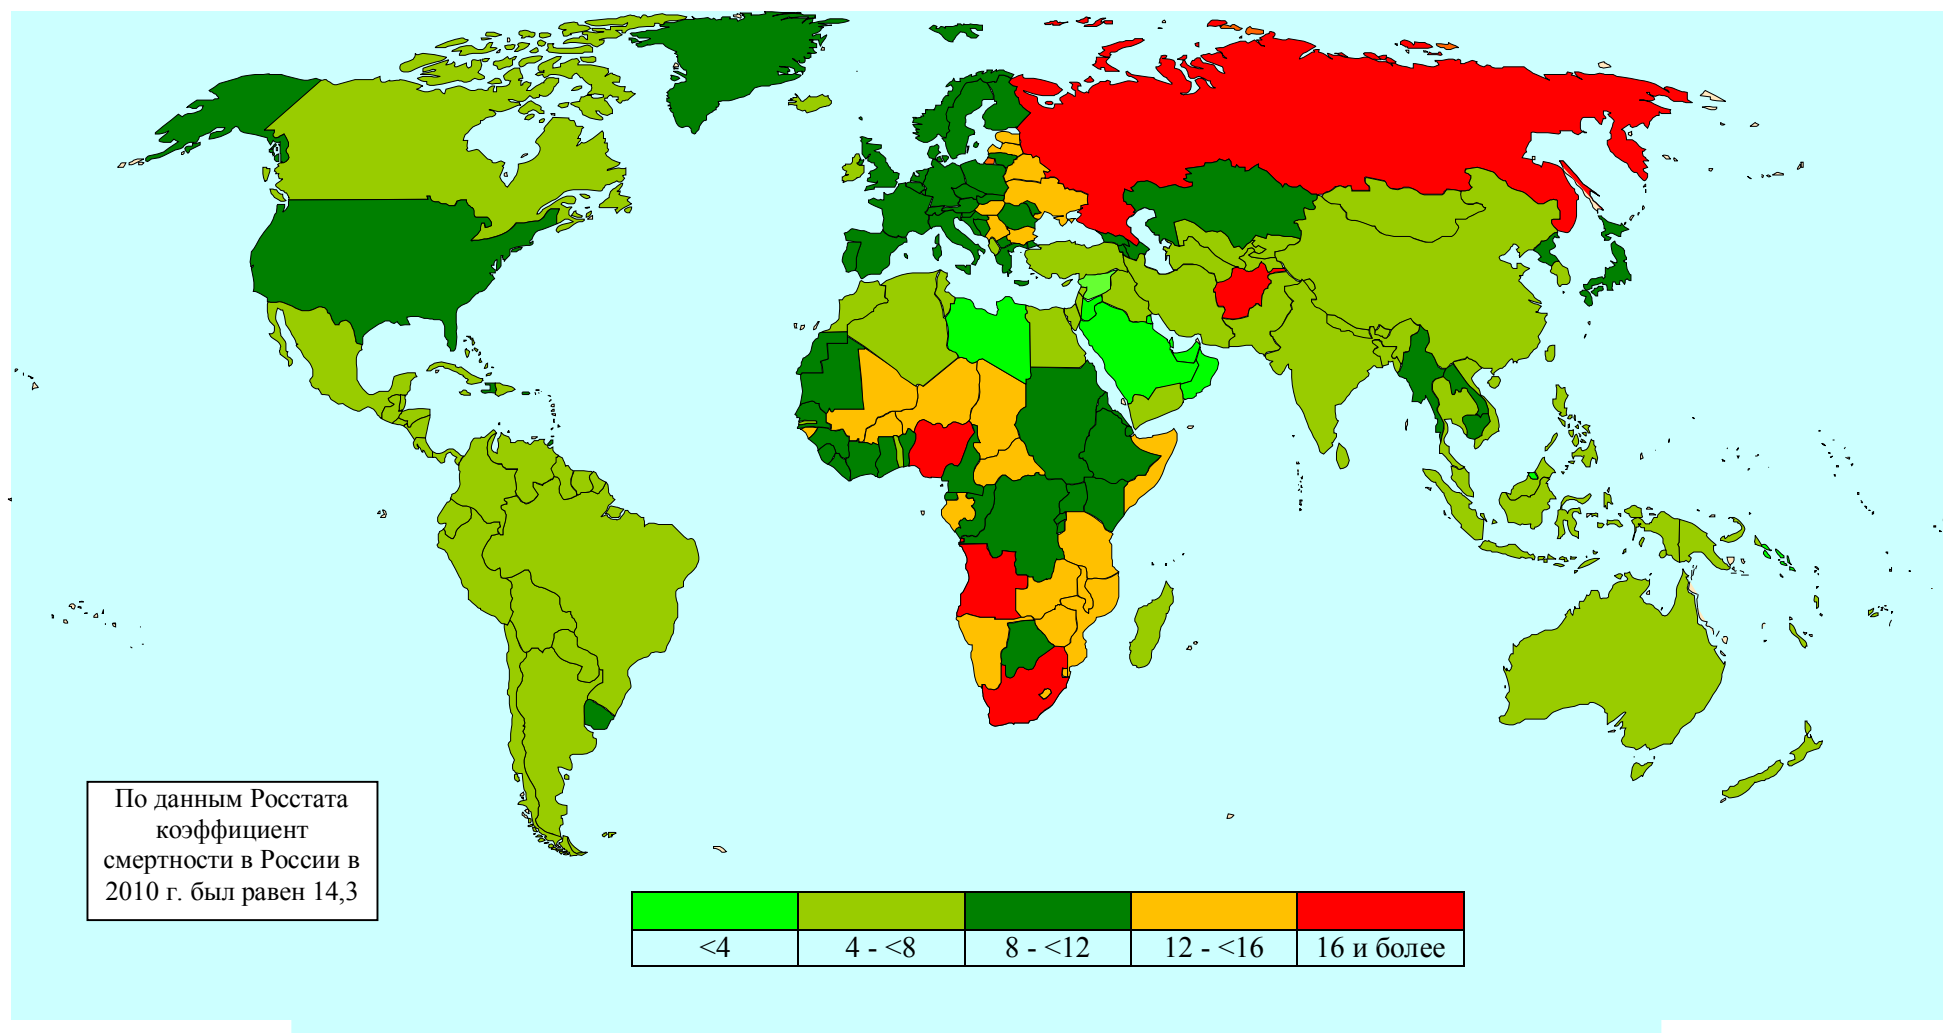 По данным Росстата
коэффициент
смертности в России в
2010 г. был равен 14,3
<4 4 - <8 8 - <12 12 - <16 16 и более